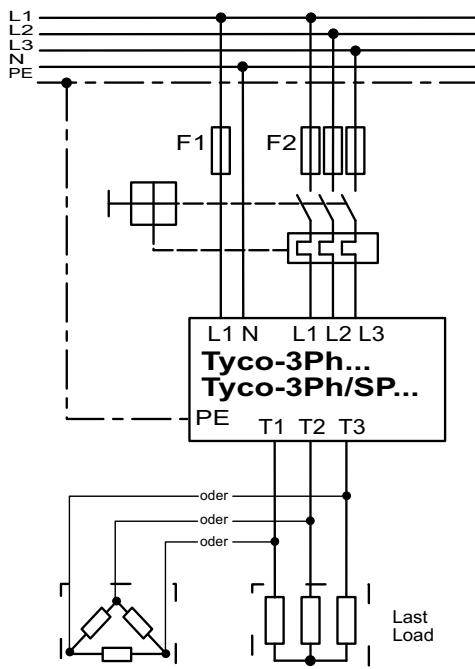 L1
L2
L3
N
PE
F1 F2
L1 N L1 L2 L3
Tyco-3Ph...
Tyco-3Ph/SP...
PE
T1 T2 T3
oder
oder
oder
Last
Load